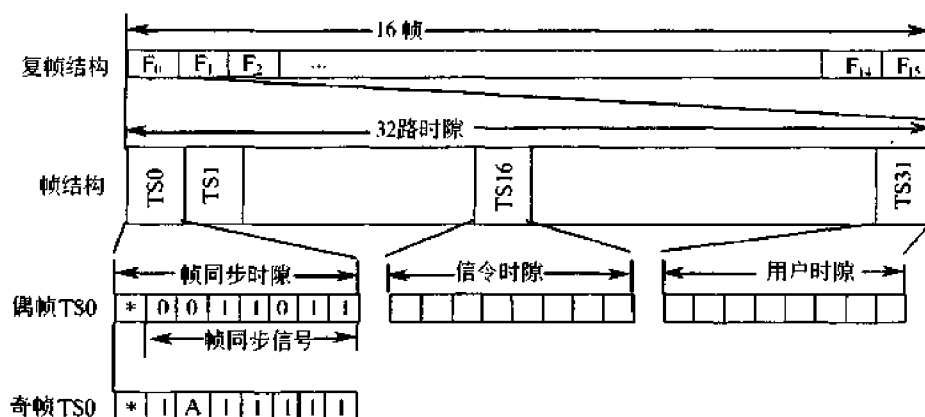 16 帧
复帧结构 F0 F1 F2 ... F14 F15
32路时隙
帧结构 TS0 TS1 TS16 TS31
帧同步时隙 信令时隙 用户时隙
偶帧TS0 * 0 0 1 1 0 1 1
帧同步信号
奇帧TS0 * 1 A 1 1 1 1 1